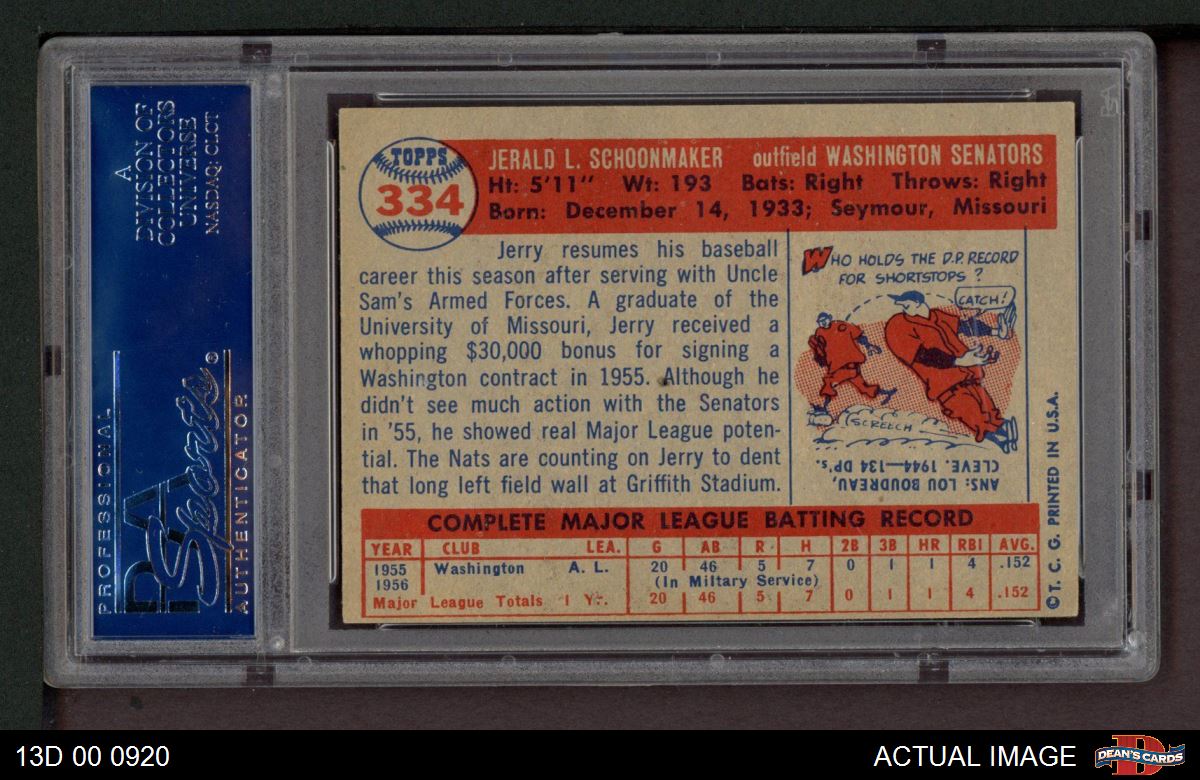 A
DIVISION OF
COLLECTORS
UNIVERSE
NASDAQ: CLCT
PROFESSIONAL
PSA
Sports®
AUTHENTICATOR
TOPPS
334
JERALD L. SCHOONMAKER outfield WASHINGTON SENATORS
Ht: 5'11" Wt: 193 Bats: Right Throws: Right
Born: December 14, 1933; Seymour, Missouri
Jerry resumes his baseball
career this season after serving with Uncle
Sam's Armed Forces. A graduate of the
University of Missouri, Jerry received a
whopping $30,000 bonus for signing a
Washington contract in 1955. Although he
didn't see much action with the Senators
in '55, he showed real Major League poten-
tial. The Nats are counting on Jerry to dent
that long left field wall at Griffith Stadium.
WHO HOLDS THE D.P. RECORD
FOR SHORTSTOPS?
CATCH!
SCREECH
ANS: LOU BOUDREAU,
CLEVE. 1944—134 DP's.
COMPLETE MAJOR LEAGUE BATTING RECORD
YEAR CLUB LEA. G AB R H 2B 3B HR RBI AVG.
1955 Washington A. L. 20 46 5 7 0 1 1 4 .152
1956 (In Military Service)
Major League Totals 1 Yr. 20 46 5 7 0 1 1 4 .152
© T. C. G. PRINTED IN U.S.A.
13D 00 0920
ACTUAL IMAGE
D
DEAN'S CARDS